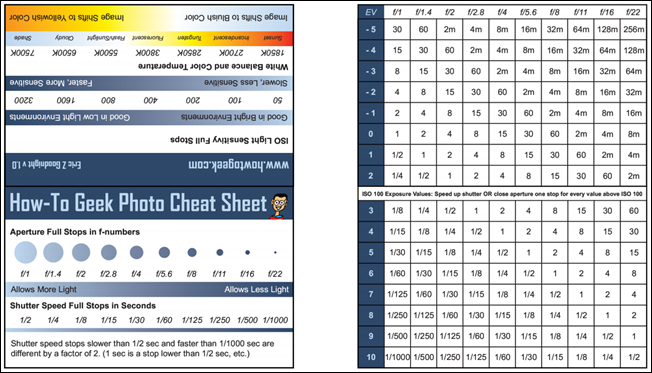 www.howtogeek.com Eric Z Goodnight v 1.0
ISO Light Sensitivy Full Stops
Good in Bright Environments Good in Low Light Environments
50 100 200 400 800 1600 3200
Slower, Less Sensitive Faster, More Sensitive
White Balance and Color Temperature
1850K 2700K 2850K 3800K 5500K 6500K 7500K
Sunset Incandescent Tungsten Fluorescent Flash/Sunlight Cloudy Shade
Image Shifts to Bluish Color Image Shifts to Yellowish Color
How-To Geek Photo Cheat Sheet
Aperture Full Stops in f-numbers
f/1 f/1.4 f/2 f/2.8 f/4 f/5.6 f/8 f/11 f/16 f/22
Allows More Light Allows Less Light
Shutter Speed Full Stops in Seconds
1/2 1/4 1/8 1/15 1/30 1/60 1/125 1/250 1/500 1/1000
Shutter speed stops slower than 1/2 sec and faster than 1/1000 sec are
different by a factor of 2. (1 sec is a stop lower than 1/2 sec, etc.)
EV f/1 f/1.4 f/2 f/2.8 f/4 f/5.6 f/8 f/11 f/16 f/22
- 5 30 60 2m 4m 8m 16m 32m 64m 128m 256m
- 4 15 30 60 2m 4m 8m 16m 32m 64m 128m
- 3 8 15 30 60 2m 4m 8m 16m 32m 64m
- 2 4 8 15 30 60 2m 4m 8m 16m 32m
- 1 2 4 8 15 30 60 2m 4m 8m 16m
0 1 2 4 8 15 30 60 2m 4m 8m
1 1/2 1 2 4 8 15 30 60 2m 4m
2 1/4 1/2 1 2 4 8 15 30 60 2m
ISO 100 Exposure Values: Speed up shutter OR close aperture one stop for every value above ISO 100
3 1/8 1/4 1/2 1 2 4 8 15 30 60
4 1/15 1/8 1/4 1/2 1 2 4 8 15 30
5 1/30 1/15 1/8 1/4 1/2 1 2 4 8 15
6 1/60 1/30 1/15 1/8 1/4 1/2 1 2 4 8
7 1/125 1/60 1/30 1/15 1/8 1/4 1/2 1 2 4
8 1/250 1/125 1/60 1/30 1/15 1/8 1/4 1/2 1 2
9 1/500 1/250 1/125 1/60 1/30 1/15 1/8 1/4 1/2 1
10 1/1000 1/500 1/250 1/125 1/60 1/30 1/15 1/8 1/4 1/2